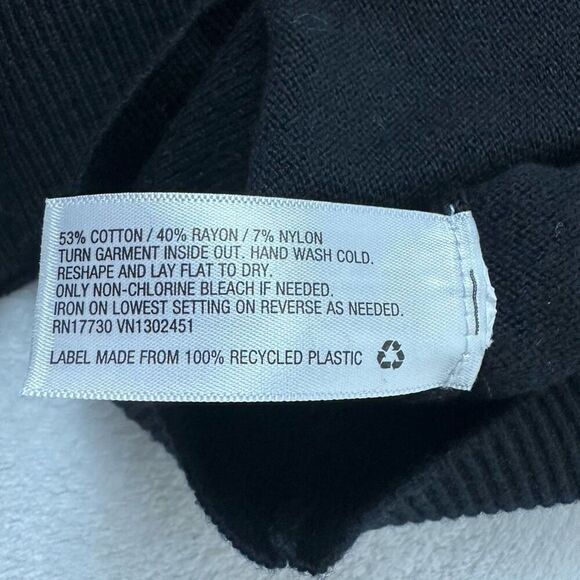 53% COTTON / 40% RAYON / 7% NYLON
TURN GARMENT INSIDE OUT. HAND WASH COLD.
RESHAPE AND LAY FLAT TO DRY.
ONLY NON-CHLORINE BLEACH IF NEEDED.
IRON ON LOWEST SETTING ON REVERSE AS NEEDED.
RN17730 VN1302451
LABEL MADE FROM 100% RECYCLED PLASTIC